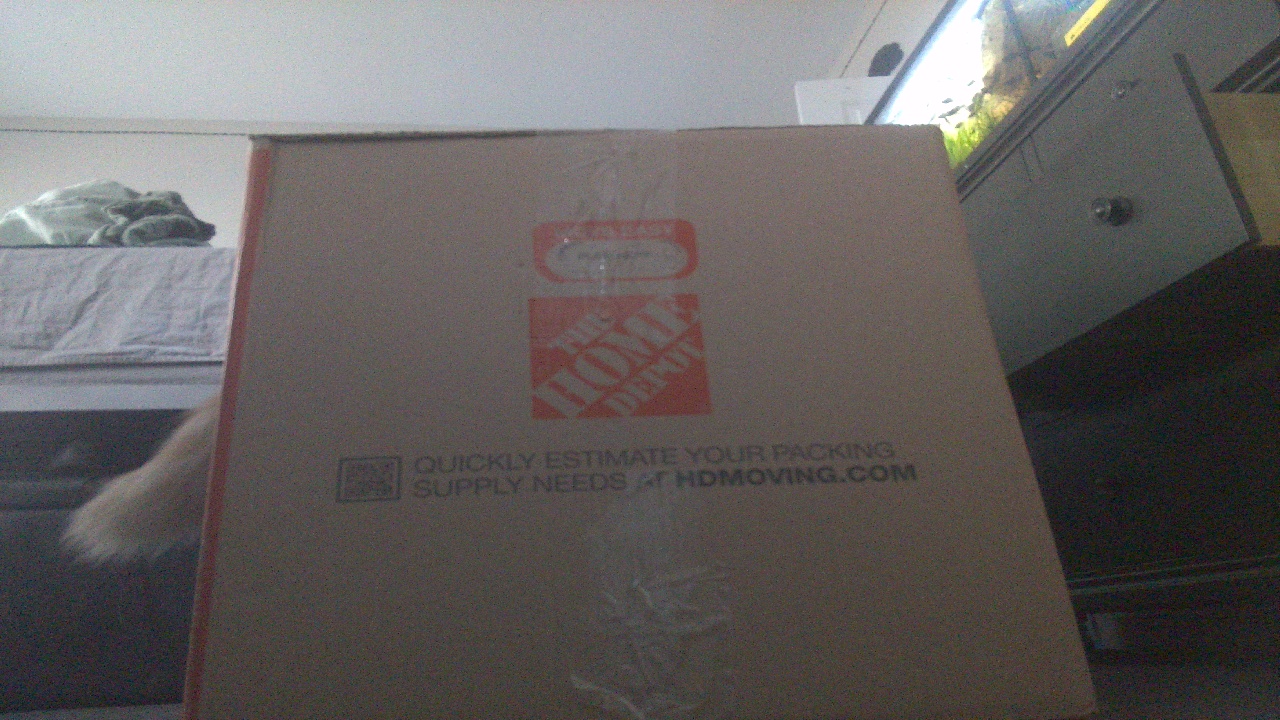 THE
HOME
DEPOT
QUICKLY ESTIMATE YOUR PACKING
SUPPLY NEEDS AT HDMOVING.COM